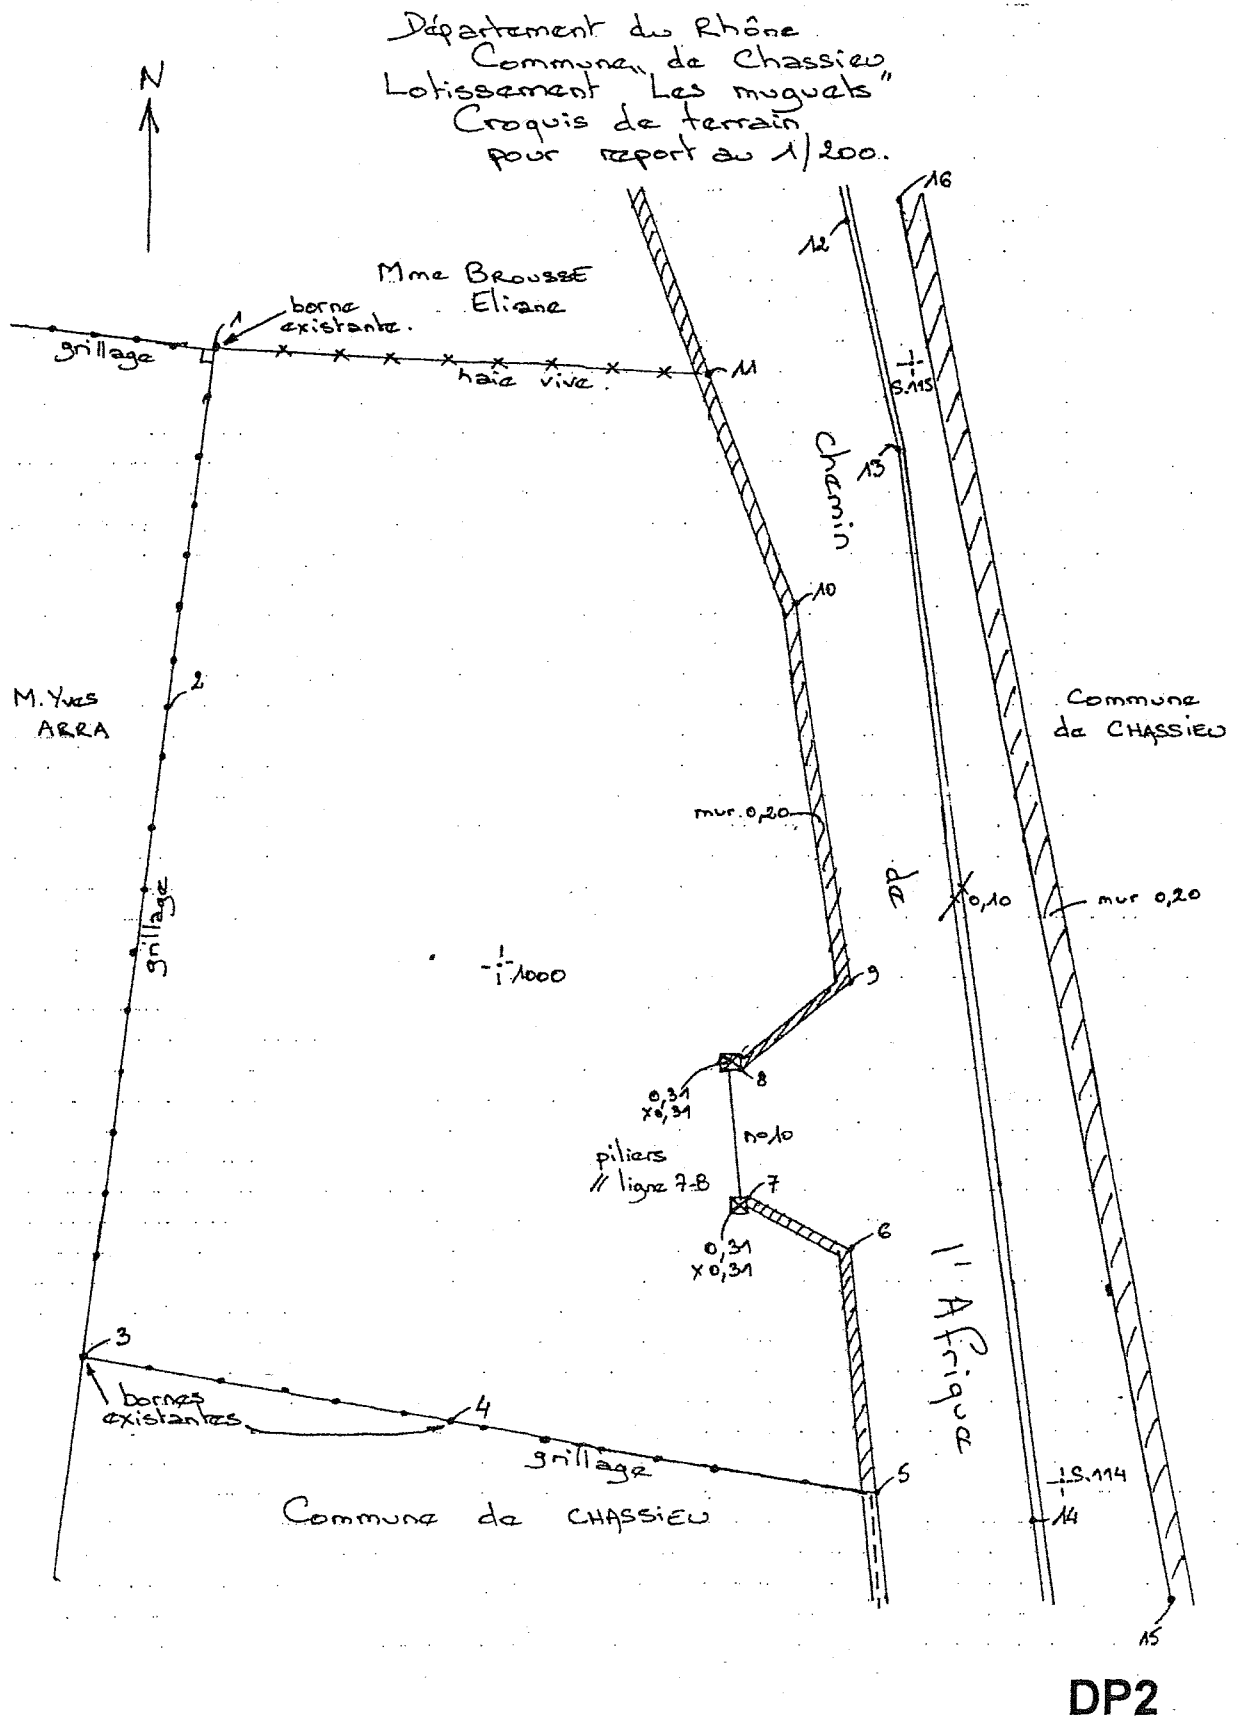 Département du Rhône
Commune de Chassieu
Lotissement "Les muguets"
Croquis de terrain
pour report au 1/200.
N
16
12
Mme BROUSSE
Eliane
1
borne
existante.
grillage
haie vive.
11
S.115
13
Chemin
10
2
M. Yves
ARRA
Commune
de CHASSIEU
mur 0,20
de
0,10
mur 0,20
grillage
1000
9
8
0,31
x0,31
n°10
piliers
// ligne 7-8
7
0,31
x0,31
6
l'Afrique
3
bornes
existantes
4
grillage
5
S.114
14
Commune de CHASSIEU
15
DP2